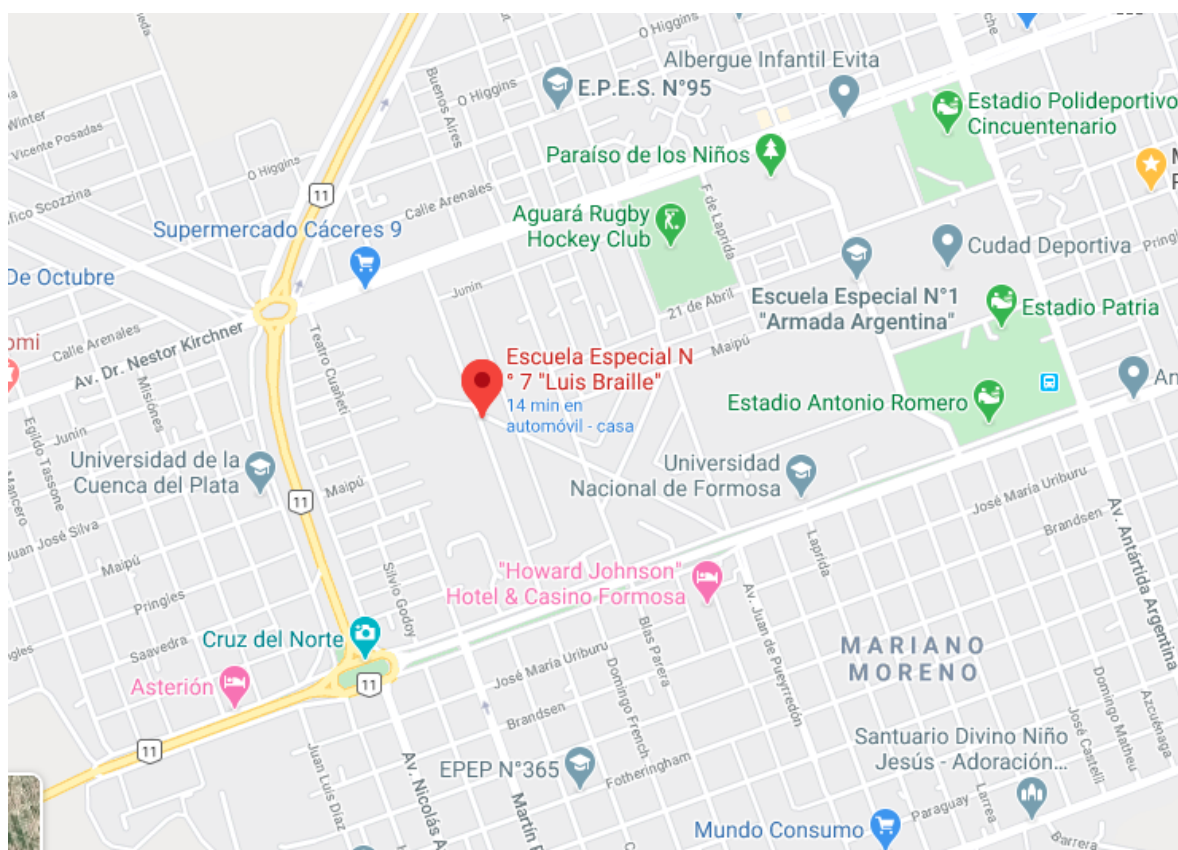 O Higgins
Albergue Infantil Evita
E.P.E.S. N°95
O Higgins
Buenos Aires
Winter
Vicente Posadas
O Higgins
Estadio Polideportivo
Cincuentenario
Paraíso de los Niños
11
Scozzina
Calle Arenales
F de Laprida
Aguará Rugby
Hockey Club
Supermercado Cáceres 9
Cudad Deportiva
De Octubre
Junín
21 de Abril
Escuela Especial N°1
"Armada Argentina"
Estadio Patria
Calle Arenales
Av. Dr. Nestor Kirchner
Teatro Cuañeti
Maipú
Escuela Especial N
° 7 "Luis Braille"
14 min en
automóvil - casa
Misiónes
Estadio Antonio Romero
Egildo Tassone
Junín
Mancero
Universidad de la
Cuenca del Plata
Maipú
11
Universidad
Nacional de Formosa
José María Uriburu
Brandsen
Juan José Silva
Maipú
Pringles
Saavedra
Silvio Godoy
Laprida
Av. Antártida Argentina
"Howard Johnson"
Hotel & Casino Formosa
Av. Juan de Pueyrredón
Cruz del Norte
Blas Parera
MARIANO
MORENO
José María Uriburu
Asterión
11
Brandsen
Domingo French
Domingo Matheu
Azcuénaga
José Castelli
11
Juan Luis Díaz
Av. Nicolás A
Martín
EPEP N°365
Fotheringham
Santuario Divino Niño
Jesús - Adoración...
Larrea
Paraguay
Mundo Consumo
Barrera